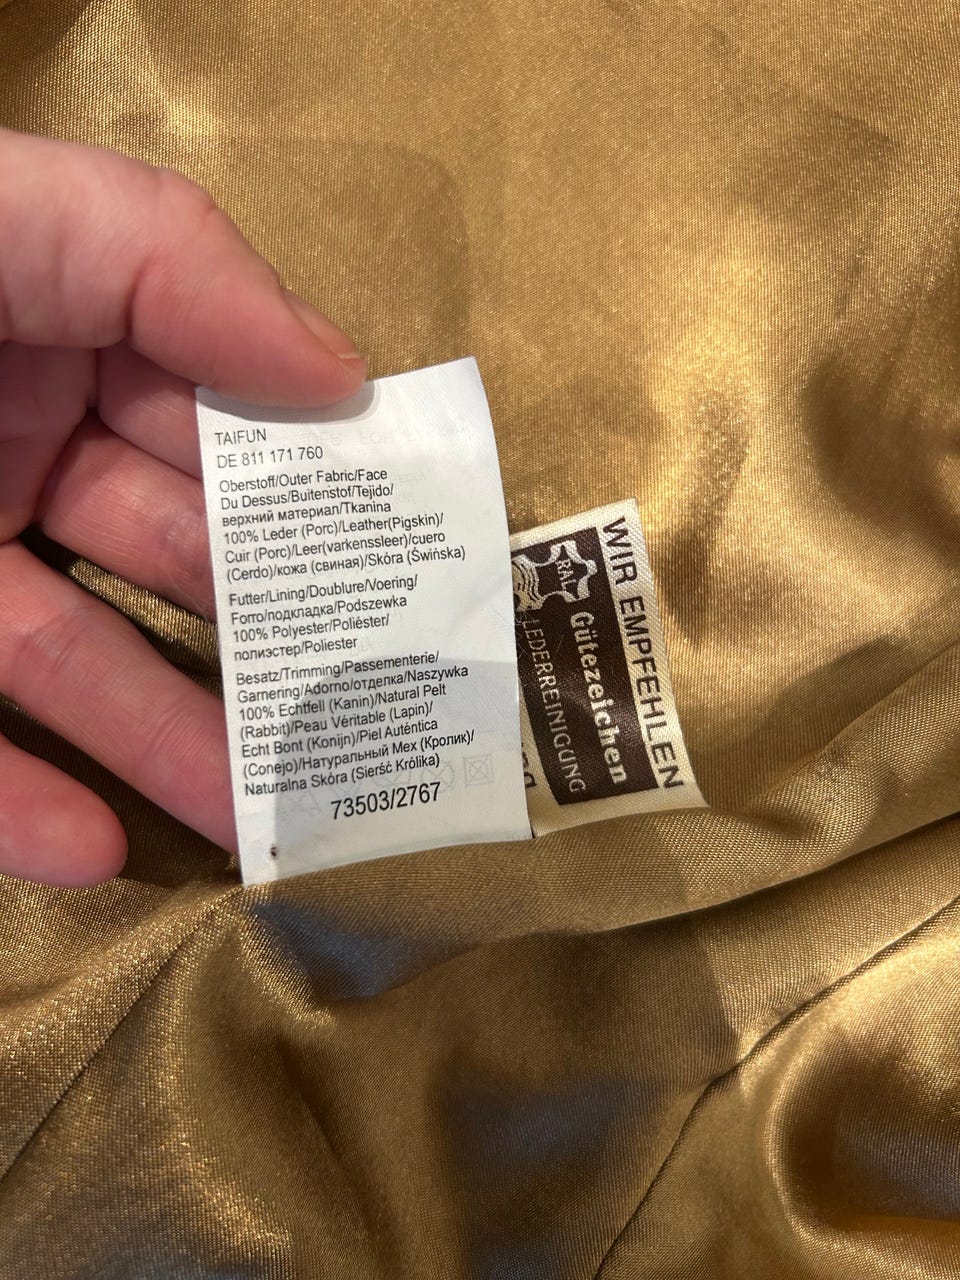 TAIFUN
DE 811 171 760
Oberstoff/Outer Fabric/Face
Du Dessus/Buitenstof/Tejido/
верхний материал/Tkanina
100% Leder (Porc)/Leather(Pigskin)/
Cuir (Porc)/Leer(varkenssleer)/cuero
(Cerdo)/кожа (свиная)/Skóra (Świńska)
Futter/Lining/Doublure/Voering/
Forro/подкладка/Podszewka
100% Polyester/Poliéster/
полиэстер/Poliester
Besatz/Trimming/Passementerie/
Garnering/Adorno/отделка/Naszywka
100% Echtfell (Kanin)/Natural Pelt
(Rabbit)/Peau Véritable (Lapin)/
Echt Bont (Konijn)/Piel Auténtica
(Conejo)/Натуральный Мех (Кролик)/
Naturalna Skóra (Sierść Królika)
73503/2767
WIR EMPFEHLEN
RAL
Gütezeichen
LEDERREINIGUNG